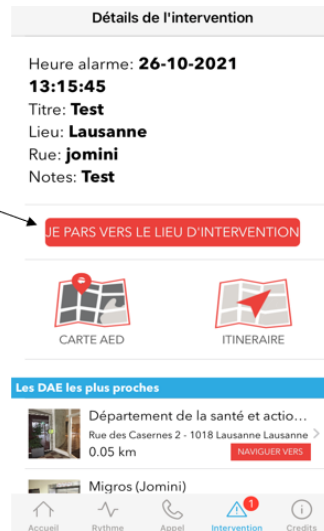 Détails de l'intervention
Heure alarme: 26-10-2021
13:15:45
Titre: Test
Lieu: Lausanne
Rue: jomini
Notes: Test
JE PARS VERS LE LIEU D'INTERVENTION
CARTE AED
ITINERAIRE
Les DAE les plus proches
Département de la santé et actio...
Rue des Casernes 2 - 1018 Lausanne Lausanne
0.05 km
NAVIGUER VERS
Migros (Jomini)
1
Accueil
Rythme
Appel
Intervention
Credits